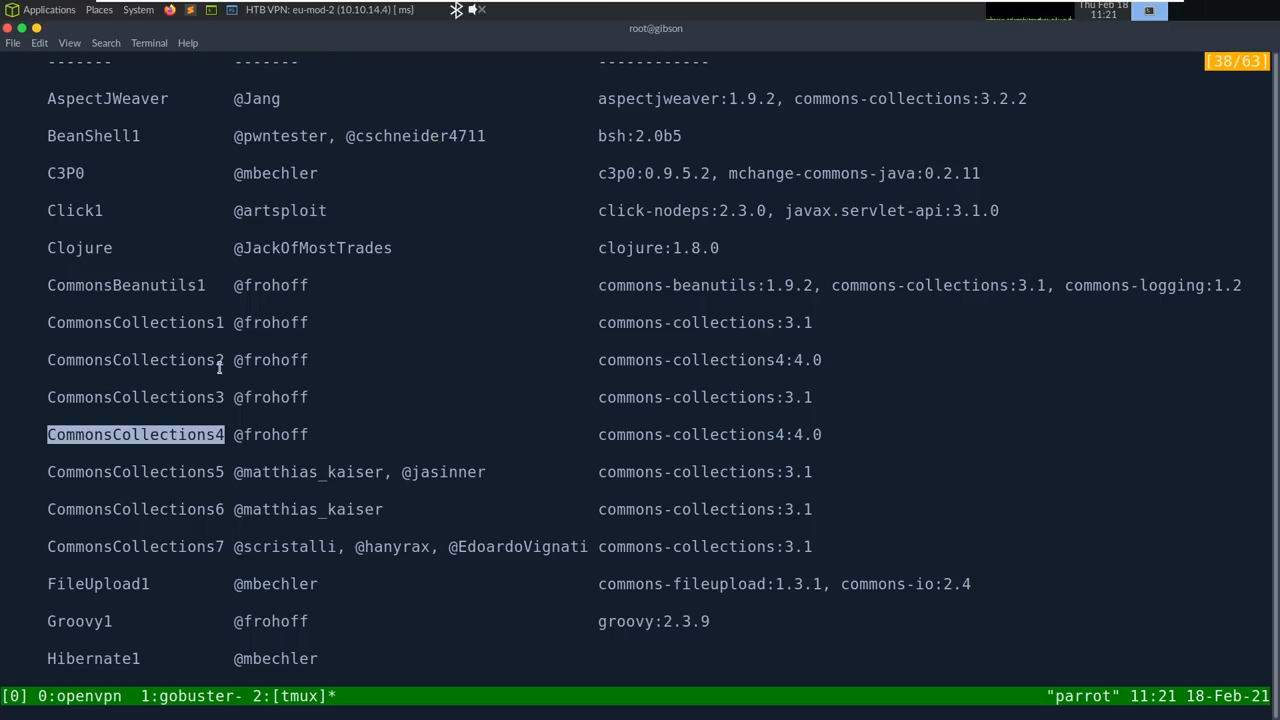 Applications Places System HTB VPN: eu-mod-2 (10.10.14.4) [ ms] Thu Feb 18
11:21
root@gibson
File Edit View Search Terminal Help
------- ------- ------------ [38/63]
AspectJWeaver @Jang aspectjweaver:1.9.2, commons-collections:3.2.2
BeanShell1 @pwntester, @cschneider4711 bsh:2.0b5
C3P0 @mbechler c3p0:0.9.5.2, mchange-commons-java:0.2.11
Click1 @artsploit click-nodeps:2.3.0, javax.servlet-api:3.1.0
Clojure @JackOfMostTrades clojure:1.8.0
CommonsBeanutils1 @frohoff commons-beanutils:1.9.2, commons-collections:3.1, commons-logging:1.2
CommonsCollections1 @frohoff commons-collections:3.1
CommonsCollections2 @frohoff commons-collections4:4.0
CommonsCollections3 @frohoff commons-collections:3.1
CommonsCollections4 @frohoff commons-collections4:4.0
CommonsCollections5 @matthias_kaiser, @jasinner commons-collections:3.1
CommonsCollections6 @matthias_kaiser commons-collections:3.1
CommonsCollections7 @scristalli, @hanyrax, @EdoardoVignati commons-collections:3.1
FileUpload1 @mbechler commons-fileupload:1.3.1, commons-io:2.4
Groovy1 @frohoff groovy:2.3.9
Hibernate1 @mbechler
[0] 0:openvpn 1:gobuster- 2:[tmux]* "parrot" 11:21 18-Feb-21